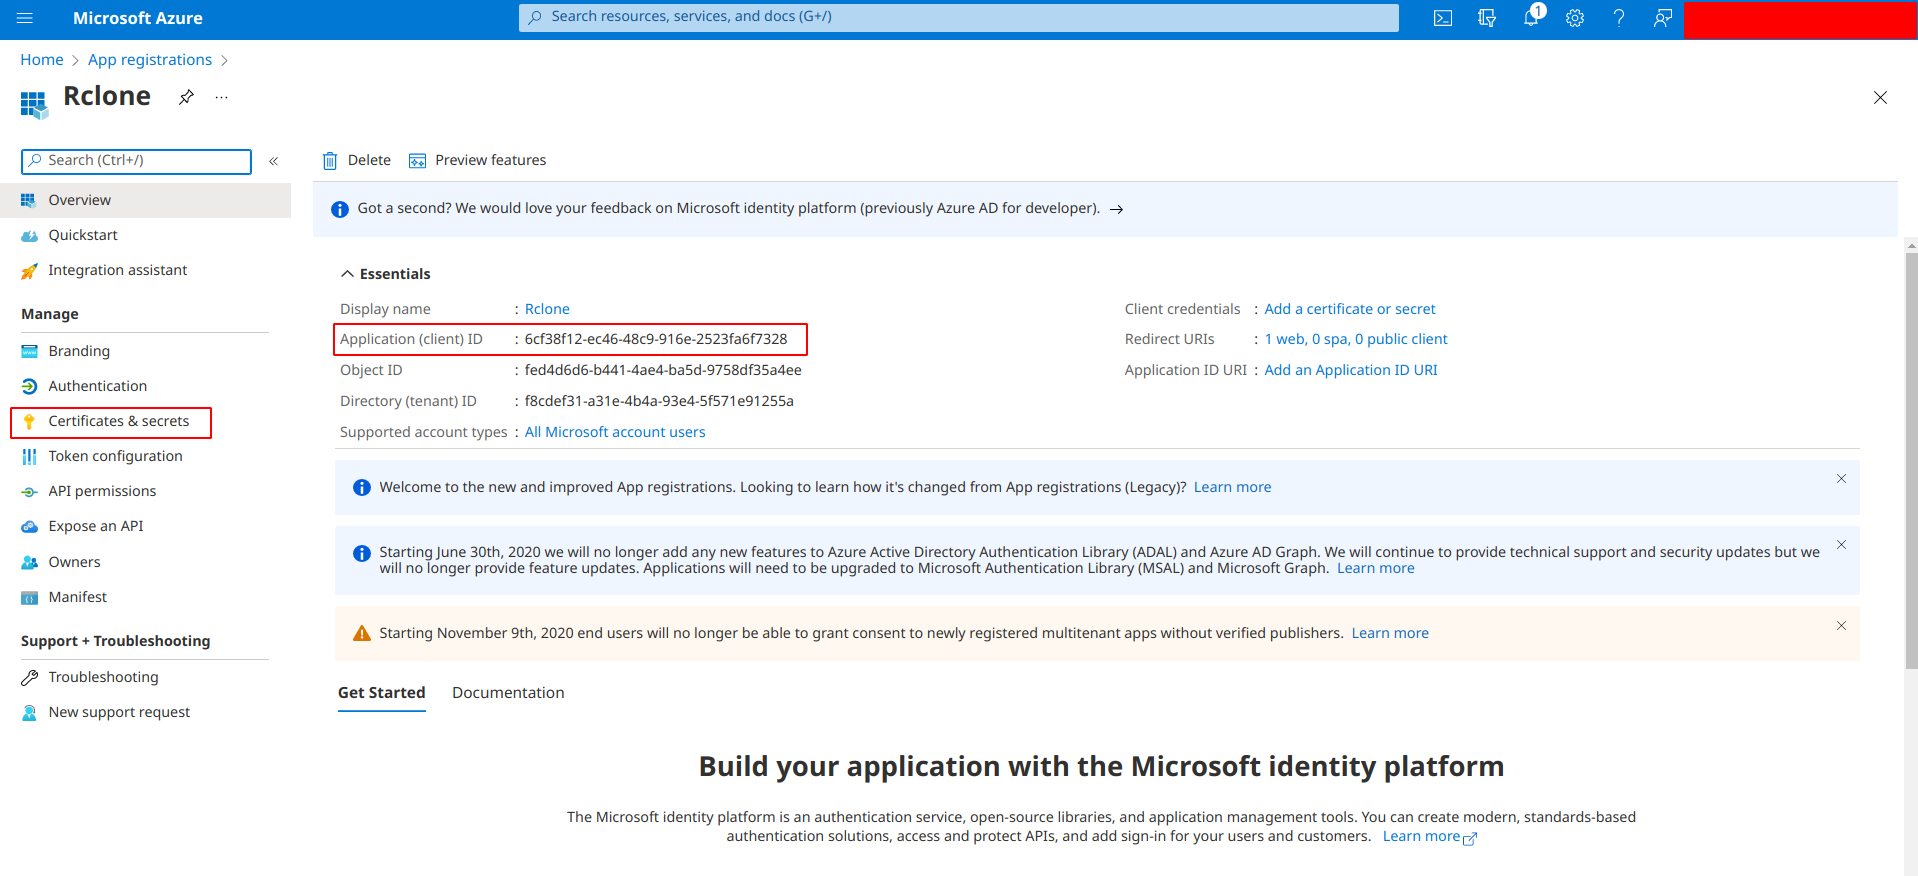 Microsoft Azure
Search resources, services, and docs (G+/)
1
Home > App registrations >
Rclone
...
Search (Ctrl+/)
«
Overview
Quickstart
Integration assistant
Manage
Branding
Authentication
Certificates & secrets
Token configuration
API permissions
Expose an API
Owners
Manifest
Support + Troubleshooting
Troubleshooting
New support request
Delete
Preview features
Got a second? We would love your feedback on Microsoft identity platform (previously Azure AD for developer). →
Essentials
Display name : Rclone
Application (client) ID : 6cf38f12-ec46-48c9-916e-2523fa6f7328
Object ID : fed4d6d6-b441-4ae4-ba5d-9758df35a4ee
Directory (tenant) ID : f8cdef31-a31e-4b4a-93e4-5f571e91255a
Supported account types : All Microsoft account users
Client credentials : Add a certificate or secret
Redirect URIs : 1 web, 0 spa, 0 public client
Application ID URI : Add an Application ID URI
Welcome to the new and improved App registrations. Looking to learn how it's changed from App registrations (Legacy)? Learn more
Starting June 30th, 2020 we will no longer add any new features to Azure Active Directory Authentication Library (ADAL) and Azure AD Graph. We will continue to provide technical support and security updates but we
will no longer provide feature updates. Applications will need to be upgraded to Microsoft Authentication Library (MSAL) and Microsoft Graph. Learn more
Starting November 9th, 2020 end users will no longer be able to grant consent to newly registered multitenant apps without verified publishers. Learn more
Get Started
Documentation
Build your application with the Microsoft identity platform
The Microsoft identity platform is an authentication service, open-source libraries, and application management tools. You can create modern, standards-based
authentication solutions, access and protect APIs, and add sign-in for your users and customers. Learn more